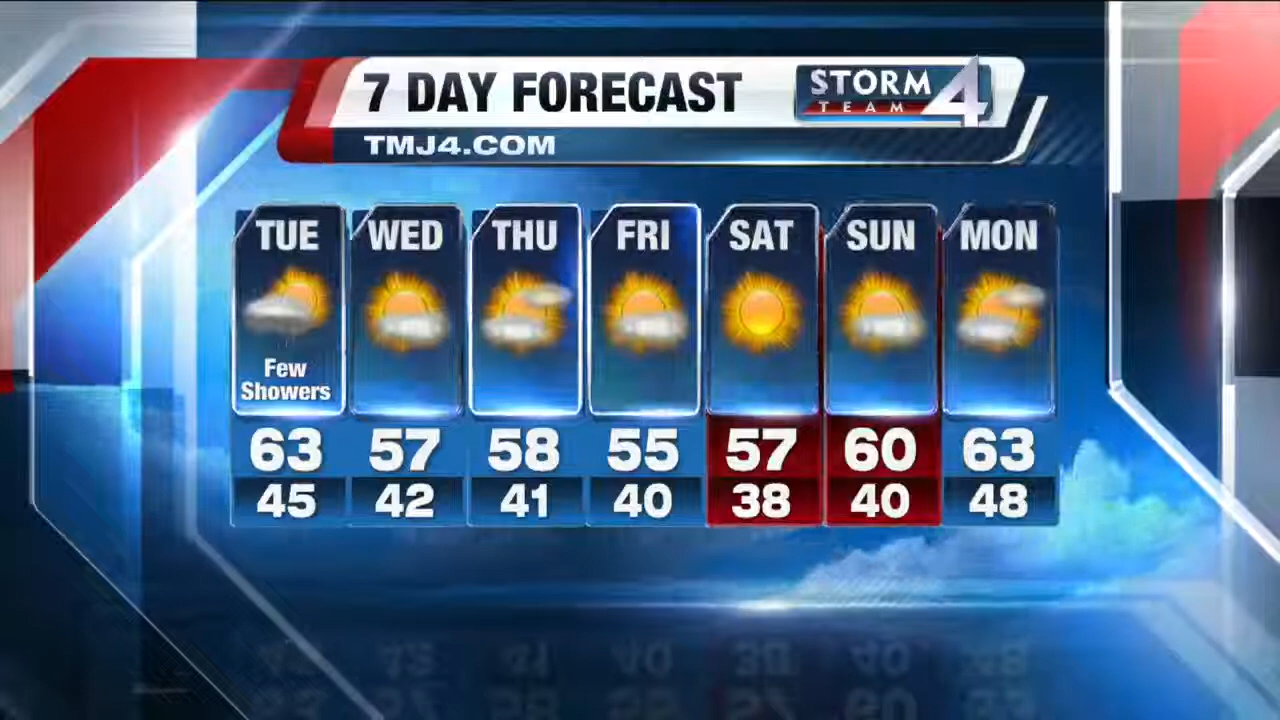 7 DAY FORECAST
STORM
TEAM 4
TMJ4.COM
TUE WED THU FRI SAT SUN MON
Few
Showers
63 57 58 55 57 60 63
45 42 41 40 38 40 48